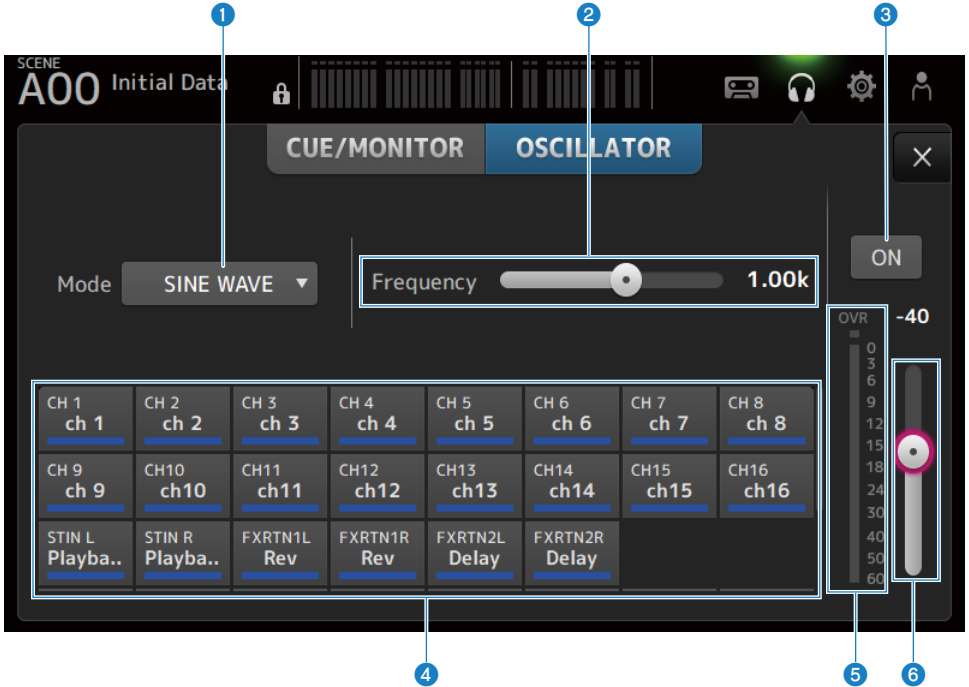 1 2 3
SCENE
A00 Initial Data
CUE/MONITOR OSCILLATOR
ON
Mode SINE WAVE Frequency 1.00k
OVR -40
0
3
6
9
12
15
18
24
30
40
50
60
CH 1 CH 2 CH 3 CH 4 CH 5 CH 6 CH 7 CH 8
ch 1 ch 2 ch 3 ch 4 ch 5 ch 6 ch 7 ch 8
CH 9 CH10 CH11 CH12 CH13 CH14 CH15 CH16
ch 9 ch10 ch11 ch12 ch13 ch14 ch15 ch16
STIN L STIN R FXRTN1L FXRTN1R FXRTN2L FXRTN2R
Playba.. Playba.. Rev Rev Delay Delay
4 5 6